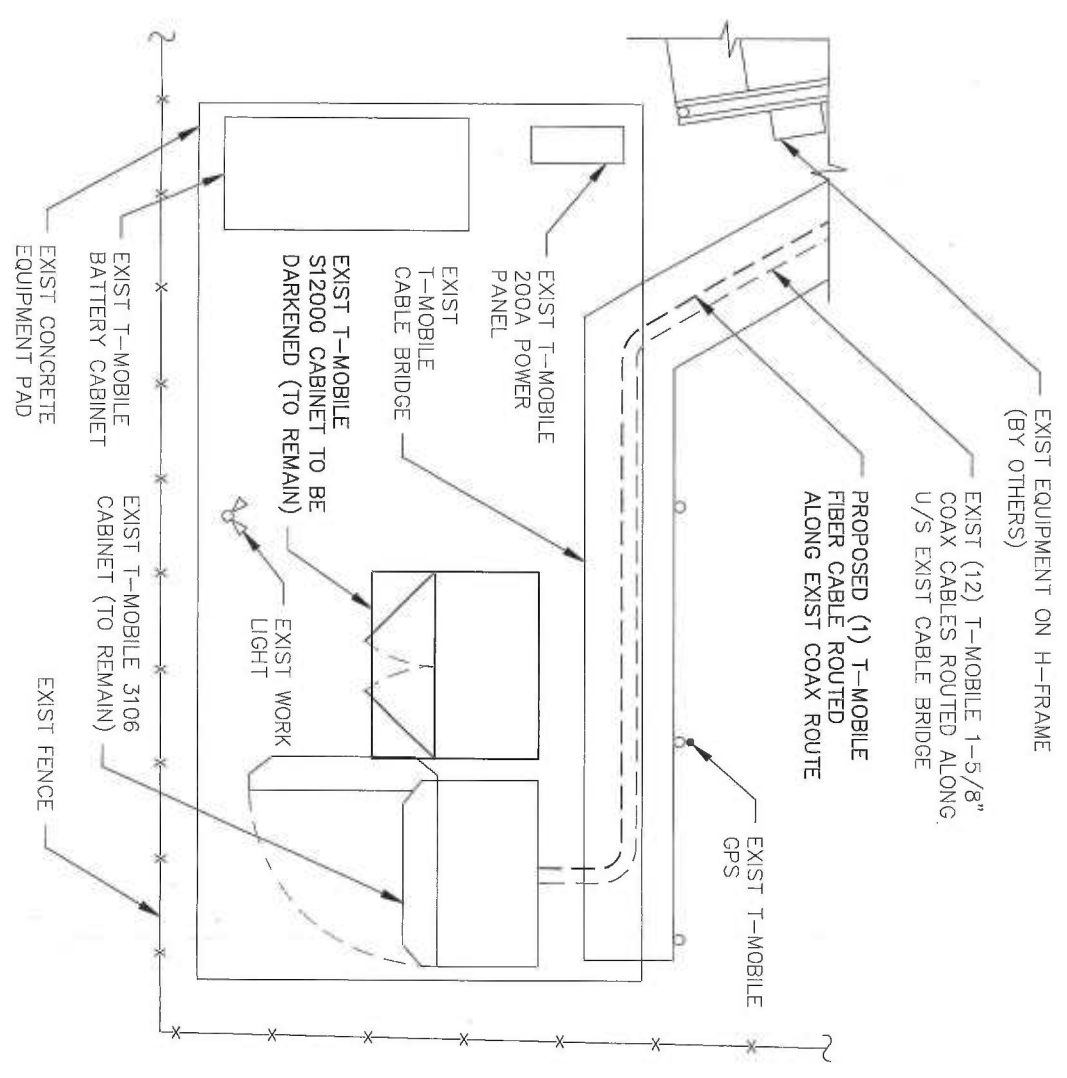 EXIST EQUIPMENT ON H-FRAME
(BY OTHERS)
EXIST (12) T-MOBILE 1-5/8"
COAX CABLES ROUTED ALONG
U/S EXIST CABLE BRIDGE
PROPOSED (1) T-MOBILE
FIBER CABLE ROUTED
ALONG EXIST COAX ROUTE
EXIST T-MOBILE
GPS
EXIST T-MOBILE
200A POWER
PANEL
EXIST
T-MOBILE
CABLE BRIDGE
EXIST T-MOBILE
S12000 CABINET TO BE
DARKENED (TO REMAIN)
EXIST WORK
LIGHT
EXIST T-MOBILE
BATTERY CABINET
EXIST T-MOBILE 3106
CABINET (TO REMAIN)
EXIST CONCRETE
EQUIPMENT PAD
EXIST FENCE